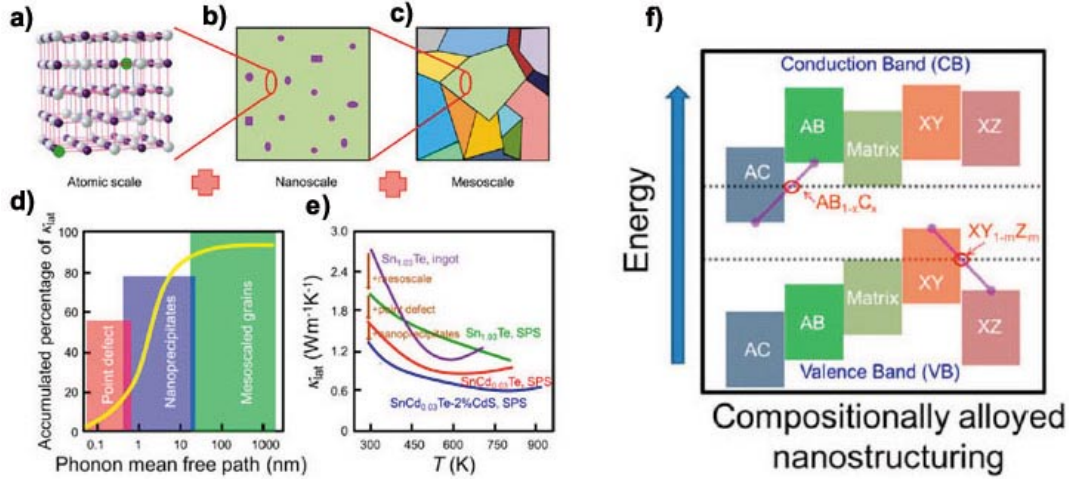 a)
b)
c)
Atomic scale
Nanoscale
Mesoscale
d)
Accumulated percentage of κlat
100
80
60
40
20
0
Point defect
Nanoprecipitates
Mesoscaled grains
0.1 1 10 100 1000
Phonon mean free path (nm)
e)
κlat (Wm⁻¹K⁻¹)
3.0
2.4
1.8
1.2
0.6
0
Sn1.03Te, ingot
+mesoscale
+point defect
+nanoprecipitates
Sn1.03Te, SPS
SnCd0.03Te, SPS
SnCd0.03Te-2%CdS, SPS
300 450 600 750 900
T (K)
f)
Energy
Conduction Band (CB)
AC
AB
Matrix
XY
XZ
AB1-xCx
XY1-mZm
AC
AB
Matrix
XY
XZ
Valence Band (VB)
Compositionally alloyed
nanostructuring